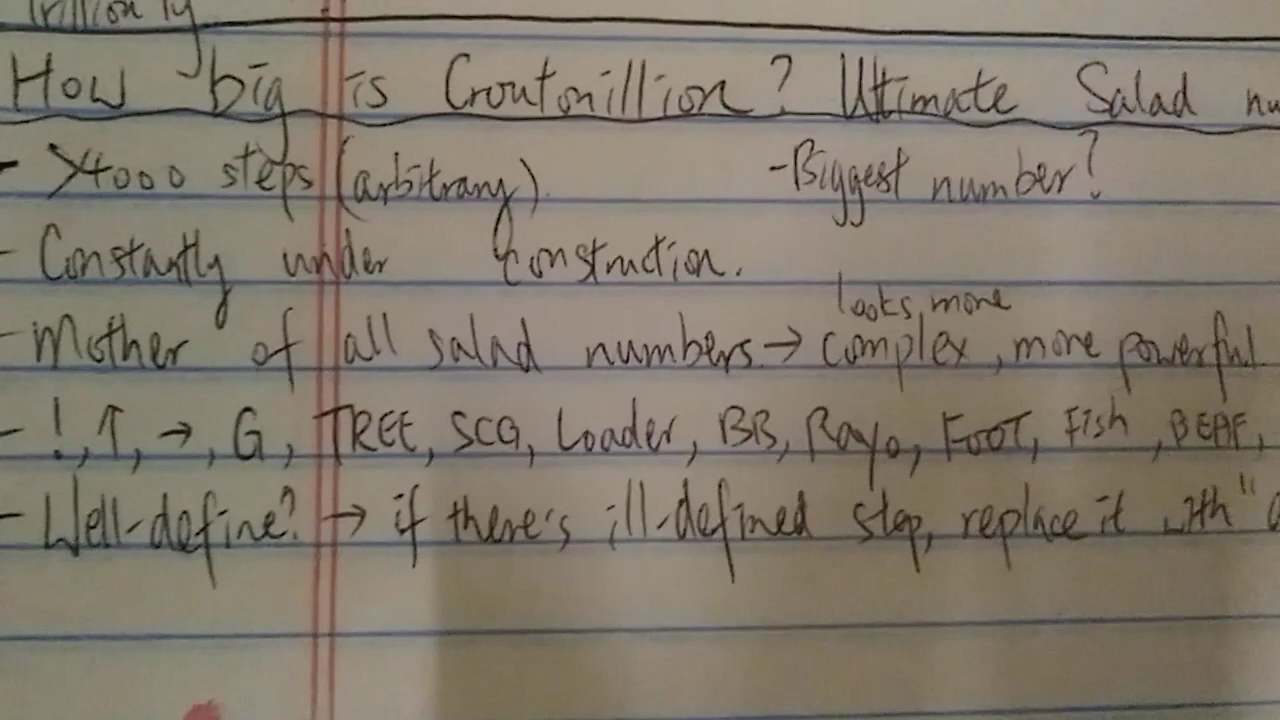 Trillion
How big is Croutonillion? Ultimate Salad nu
- >4000 steps (arbitrary). -Biggest number?
- Constantly under construction.
looks more
- Mother of all salad numbers → complex, more powerful
- !, ↑, →, G, TREE, SCG, Loader, BB, Rayo, FOOT, Fish, BEAF,
- Well-define? → if there's ill-defined step, replace it with "